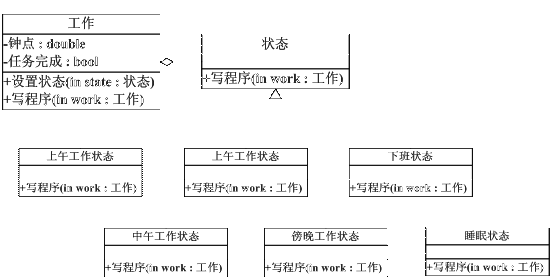 工作
-钟点 : double
-任务完成 : bool
+设置状态(in state : 状态)
+写程序(in work : 工作)
状态
+写程序(in work : 工作)
上午工作状态
+写程序(in work : 工作)
上午工作状态
+写程序(in work : 工作)
下班状态
+写程序(in work : 工作)
中午工作状态
+写程序(in work : 工作)
傍晚工作状态
+写程序(in work : 工作)
睡眠状态
+写程序(in work : 工作)